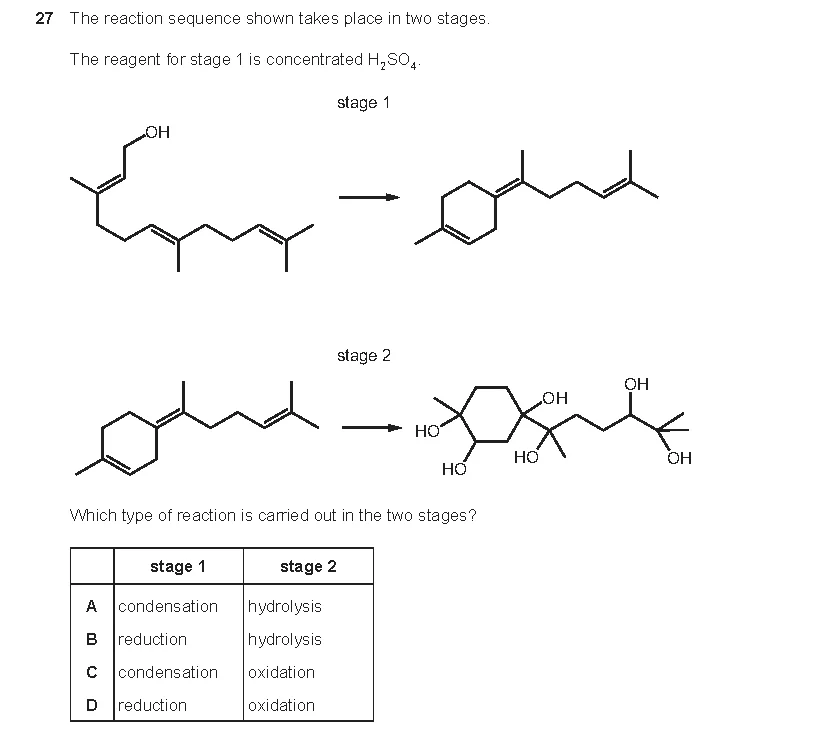 27 The reaction sequence shown takes place in two stages.
The reagent for stage 1 is concentrated H₂SO₄.
stage 1
OH
stage 2
OH
OH
HO
HO
HO
OH
Which type of reaction is carried out in the two stages?
stage 1 stage 2
A condensation hydrolysis
B reduction hydrolysis
C condensation oxidation
D reduction oxidation